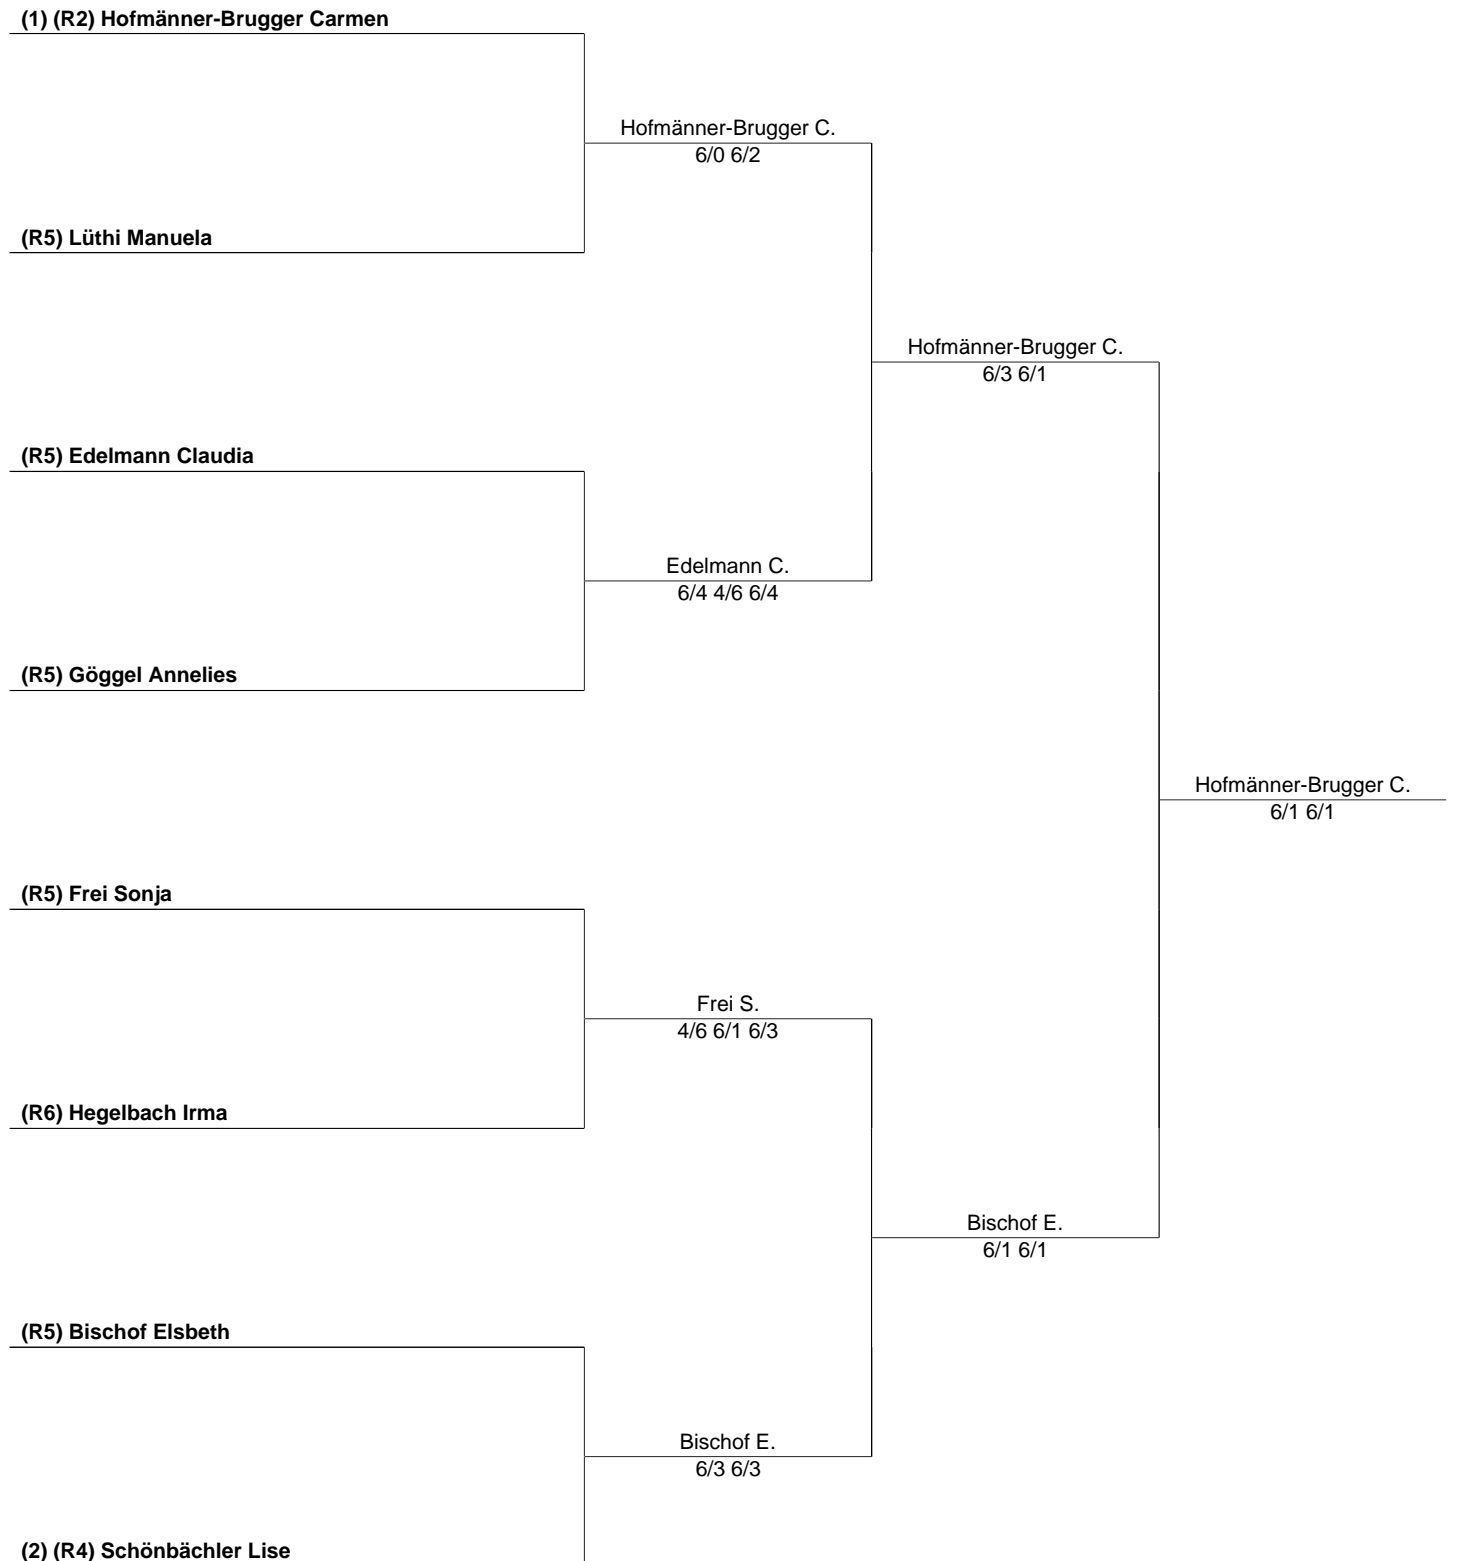 (1) (R2) Hofmänner-Brugger Carmen
Hofmänner-Brugger C.
6/0 6/2
(R5) Lüthi Manuela
Hofmänner-Brugger C.
6/3 6/1
(R5) Edelmann Claudia
Edelmann C.
6/4 4/6 6/4
(R5) Göggel Annelies
Hofmänner-Brugger C.
6/1 6/1
(R5) Frei Sonja
Frei S.
4/6 6/1 6/3
(R6) Hegelbach Irma
Bischof E.
6/1 6/1
(R5) Bischof Elsbeth
Bischof E.
6/3 6/3
(2) (R4) Schönbächler Lise